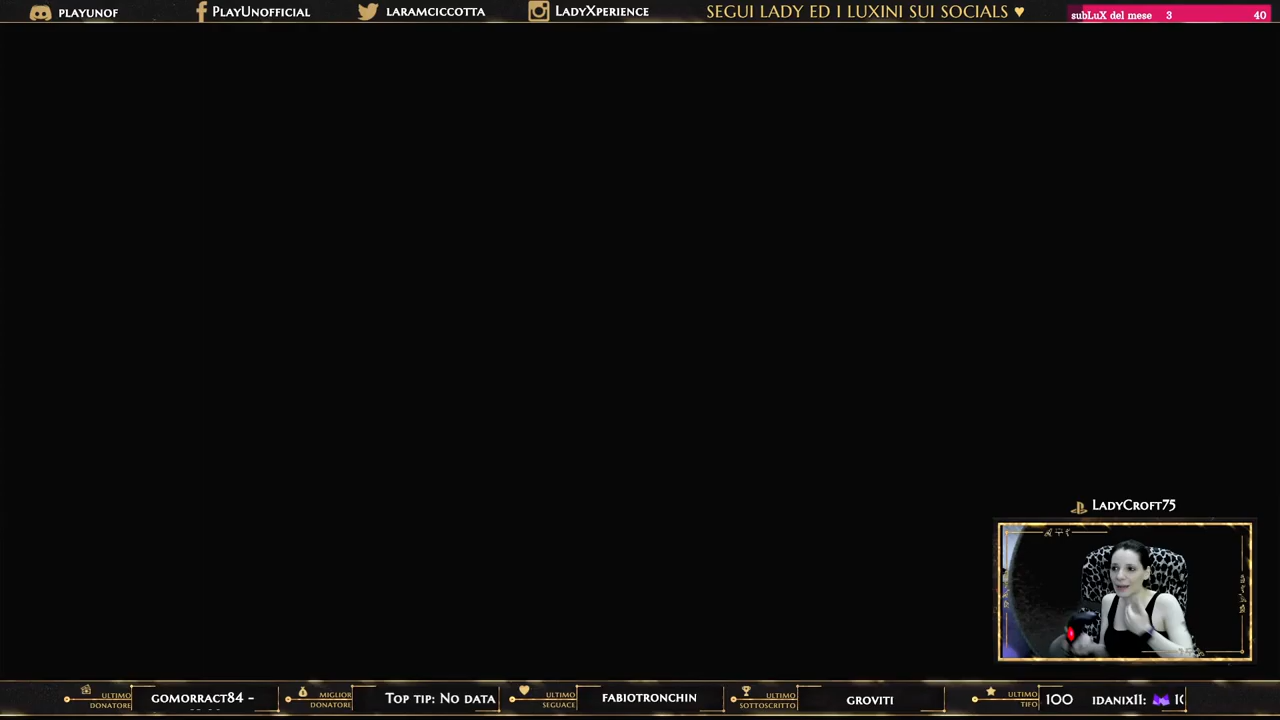 PLAYUNOF
PLAYUNOFFICIAL
LARAMCICCOTTA
LADYXPERIENCE
SEGUI LADY ED I LUXINI SUI SOCIALS ♥
subLuX del mese 3 40
LADYCROFT75
ULTIMO
DONATORE
GOMORRACT84 -
MIGLIOR
DONATORE
TOP TIP: NO DATA
ULTIMO
SEGUACE
FABIOTRONCHIN
ULTIMO
SOTTOSCRITTO
GROVITI
ULTIMO
TIFO
100 IDANIX11: